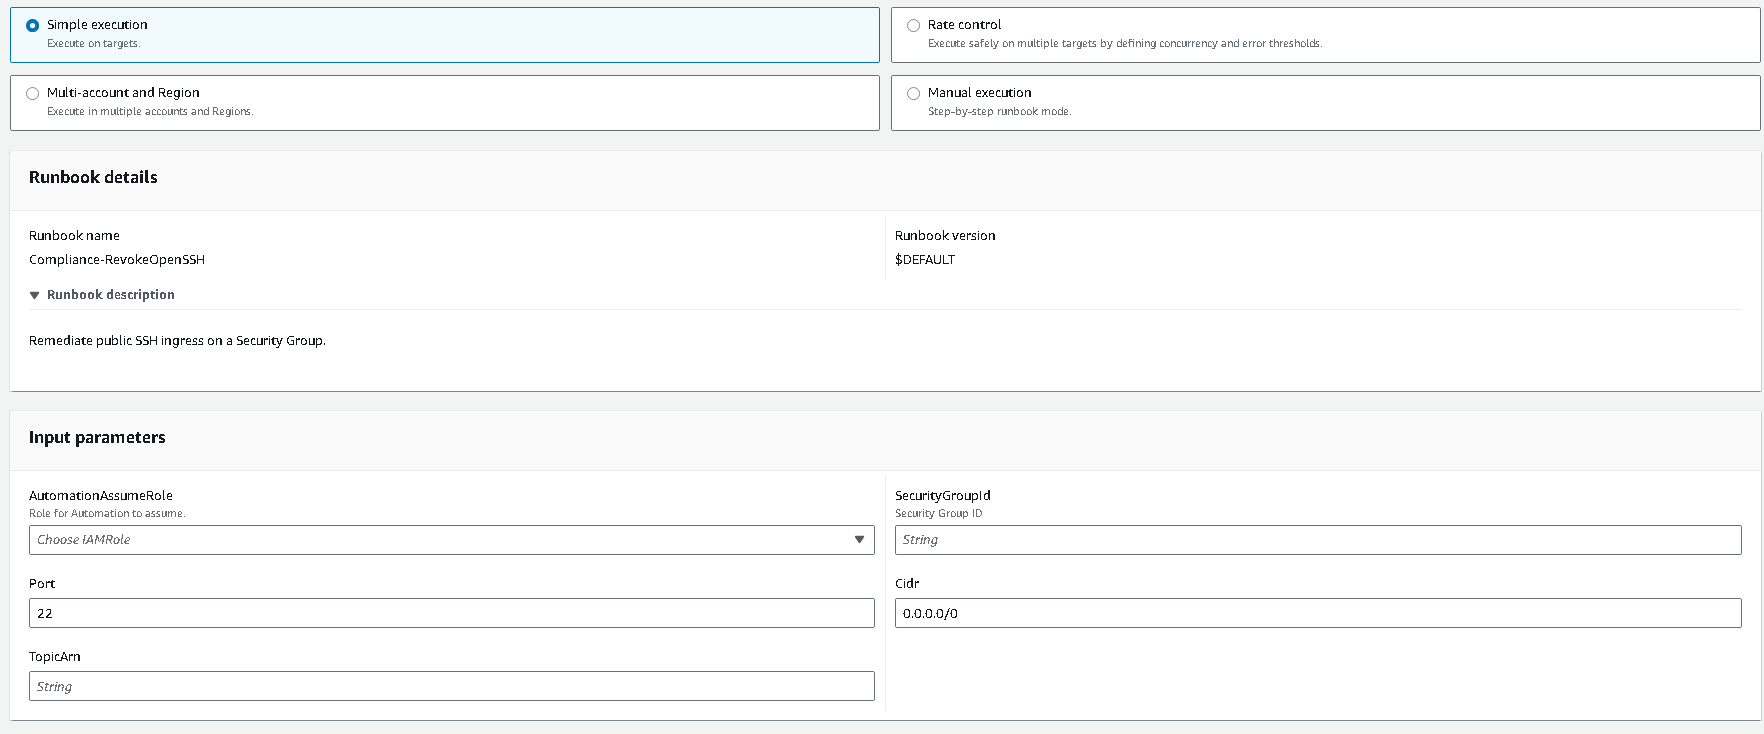 Simple execution
Execute on targets.
Rate control
Execute safely on multiple targets by defining concurrency and error thresholds.
Multi-account and Region
Execute in multiple accounts and Regions.
Manual execution
Step-by-step runbook mode.
Runbook details
Runbook name
Compliance-RevokeOpenSSH
Runbook version
$DEFAULT
Runbook description
Remediate public SSH ingress on a Security Group.
Input parameters
AutomationAssumeRole
Role for Automation to assume.
Choose IAMRole
SecurityGroupId
Security Group ID
String
Port
22
Cidr
0.0.0.0/0
TopicArn
String